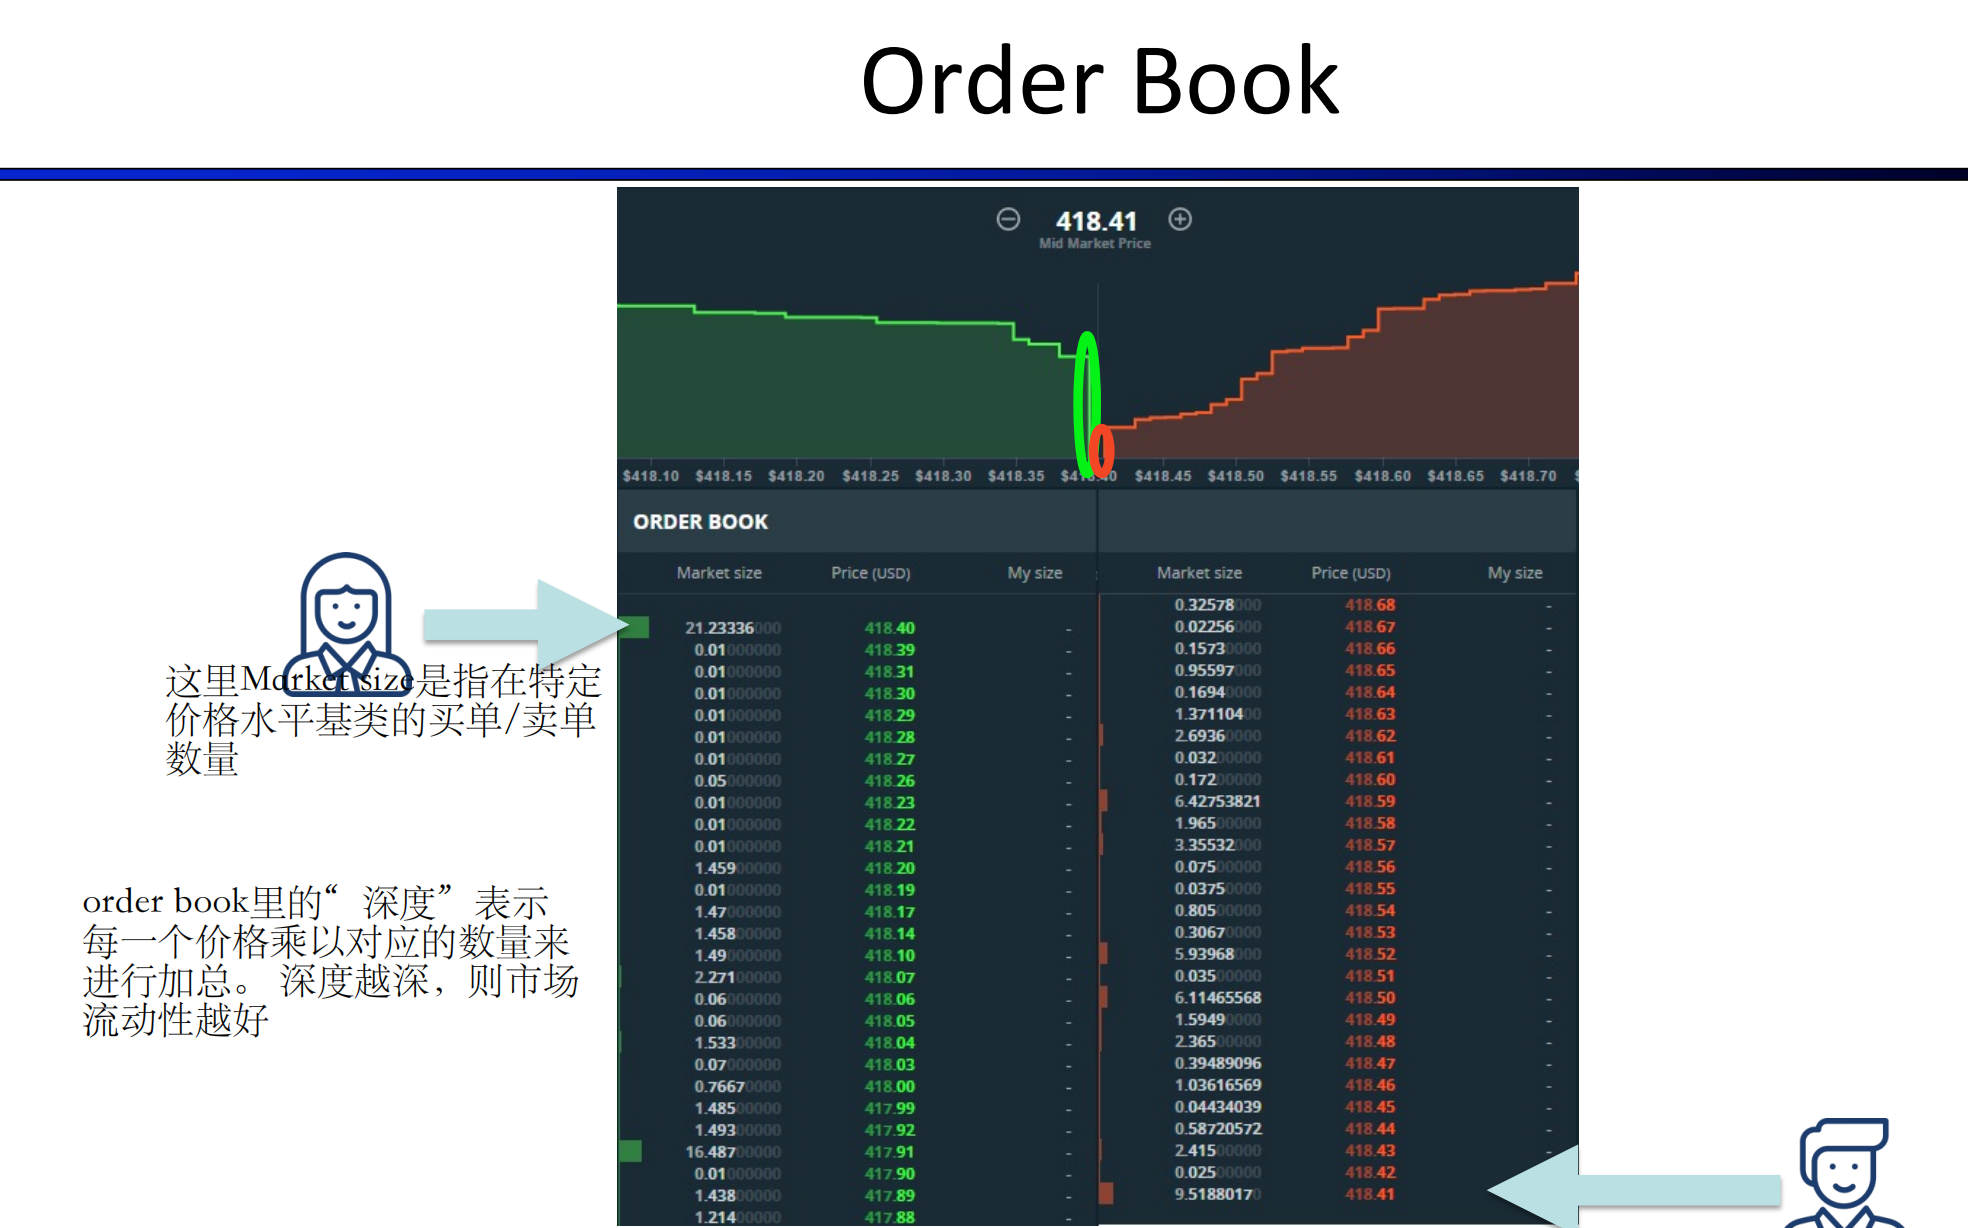 Order Book
418.41
Mid Market Price
$418.10 $418.15 $418.20 $418.25 $418.30 $418.35 $418.40 $418.45 $418.50 $418.55 $418.60 $418.65 $418.70
ORDER BOOK
Market size Price (USD) My size Market size Price (USD) My size
0.32578000 418.68 -
21.23336000 418.40 - 0.02256000 418.67 -
0.01000000 418.39 - 0.15730000 418.66 -
0.01000000 418.31 - 0.95597000 418.65 -
0.01000000 418.30 - 0.16940000 418.64 -
0.01000000 418.29 - 1.37110400 418.63 -
0.01000000 418.28 - 2.69360000 418.62 -
0.01000000 418.27 - 0.03200000 418.61 -
0.05000000 418.26 - 0.17200000 418.60 -
0.01000000 418.23 - 6.42753821 418.59 -
0.01000000 418.22 - 1.96500000 418.58 -
0.01000000 418.21 - 3.35532000 418.57 -
1.45900000 418.20 - 0.07500000 418.56 -
0.01000000 418.19 - 0.03750000 418.55 -
1.47000000 418.17 - 0.80500000 418.54 -
1.45800000 418.14 - 0.30670000 418.53 -
1.49000000 418.10 - 5.93968000 418.52 -
2.27100000 418.07 - 0.03500000 418.51 -
0.06000000 418.06 - 6.11465568 418.50 -
0.06000000 418.05 - 1.59490000 418.49 -
1.53300000 418.04 - 2.36500000 418.48 -
0.07000000 418.03 - 0.39489096 418.47 -
0.76670000 418.00 - 1.03616569 418.46 -
1.48500000 417.99 - 0.04434039 418.45 -
1.49300000 417.92 - 0.58720572 418.44 -
16.48700000 417.91 - 2.41500000 418.43 -
0.01000000 417.90 - 0.02500000 418.42 -
1.43800000 417.89 - 9.51880170 418.41
1.21400000 417.88 -
这里Market size是指在特定
价格水平基类的买单/卖单
数量
order book里的“深度”表示
每一个价格乘以对应的数量来
进行加总。 深度越深，则市场
流动性越好